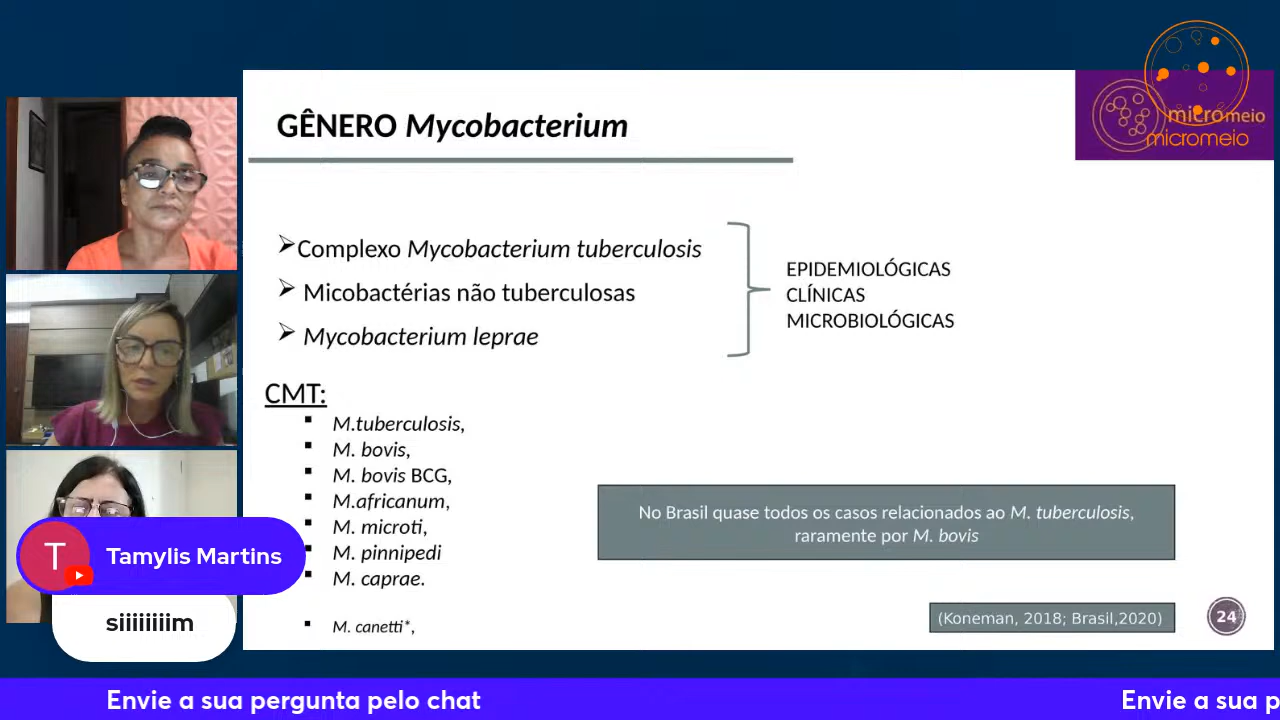 GÊNERO Mycobacterium
micromeio
micromeio
Complexo Mycobacterium tuberculosis
Micobactérias não tuberculosas
Mycobacterium leprae
EPIDEMIOLÓGICAS
CLÍNICAS
MICROBIOLÓGICAS
CMT:
M.tuberculosis,
M. bovis,
M. bovis BCG,
M.africanum,
M. microti,
M. pinnipedi
M. caprae.
M. canetti*,
No Brasil quase todos os casos relacionados ao M. tuberculosis,
raramente por M. bovis
(Koneman, 2018; Brasil,2020)
24
T
Tamylis Martins
siiiiiiiim
Envie a sua pergunta pelo chat
Envie a sua p